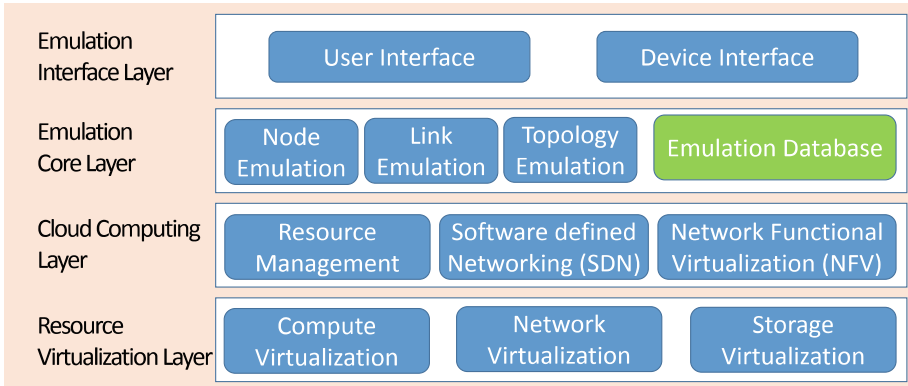 Emulation
Interface Layer
User Interface
Device Interface
Emulation
Core Layer
Node
Emulation
Link
Emulation
Topology
Emulation
Emulation Database
Cloud Computing
Layer
Resource
Management
Software defined
Networking (SDN)
Network Functional
Virtualization (NFV)
Resource
Virtualization Layer
Compute
Virtualization
Network
Virtualization
Storage
Virtualization